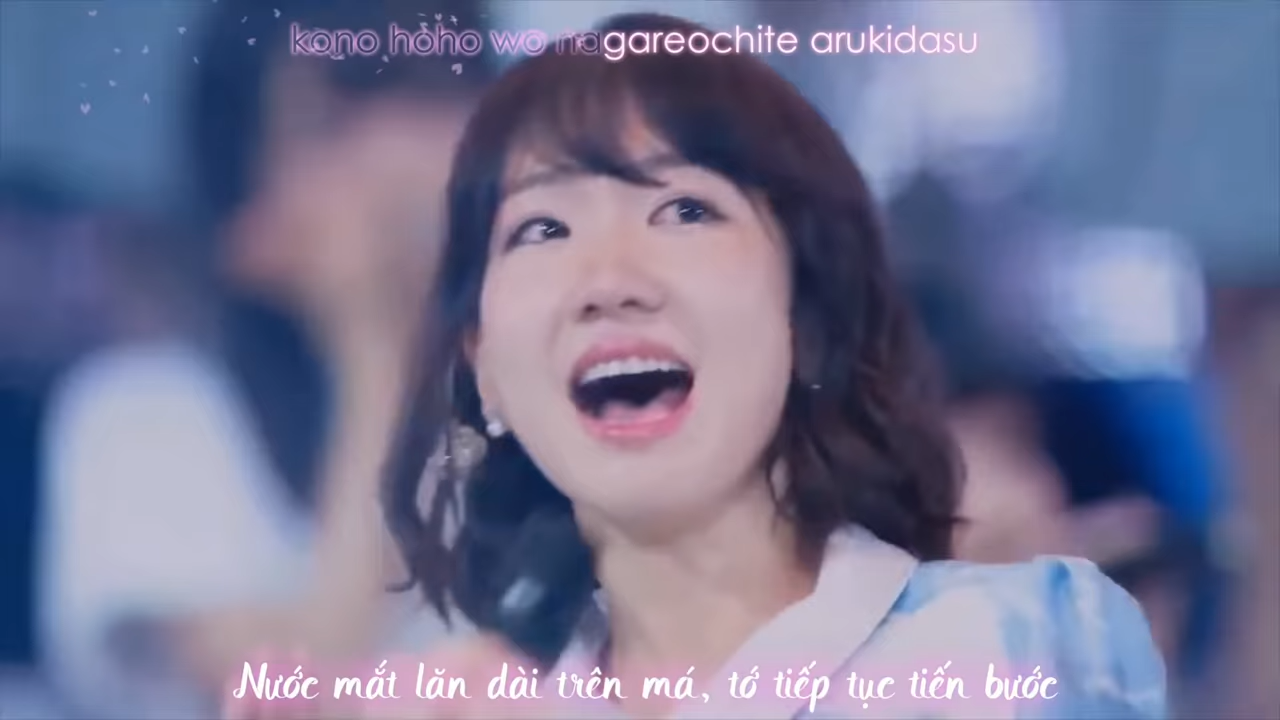 kono hoho wo nagareochite arukidasu
Nước mắt lăn dài trên má, tớ tiếp tục tiến bước